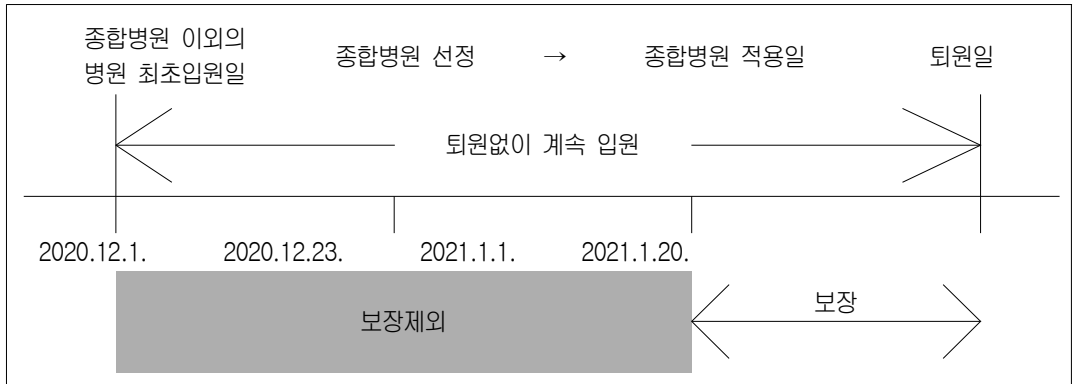 종합병원 이외의
병원 최초입원일
종합병원 선정 → 종합병원 적용일
퇴원일
퇴원없이 계속 입원
2020.12.1. 2020.12.23. 2021.1.1. 2021.1.20.
보장제외
보장